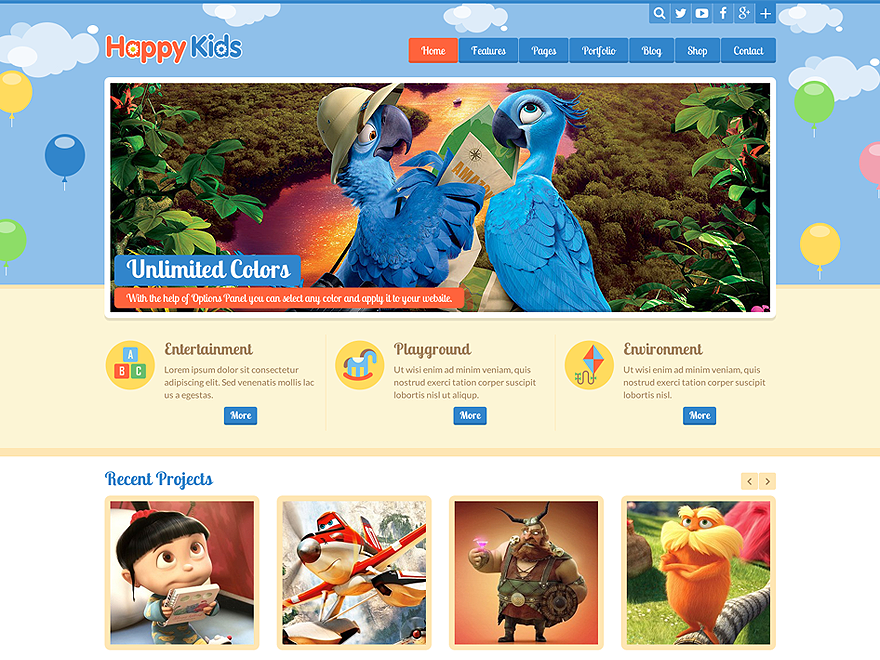 Happy Kids
Home
Features
Pages
Portfolio
Blog
Shop
Contact
AMAZ
Unlimited Colors
With the help of Options Panel you can select any color and apply it to your website.
A
B C
Entertainment
Lorem ipsum dolor sit consectetur
adipiscing elit. Sed venenatis mollis lac
us a egestas.
More
Playground
Ut wisi enim ad minim veniam, quis
nostrud exerci tation corper suscipit
lobortis nisl ut aliqup.
More
Environment
Ut wisi enim ad minim veniam, quis
nostrud exerci tation corper suscipit
lobortis nisl.
More
Recent Projects